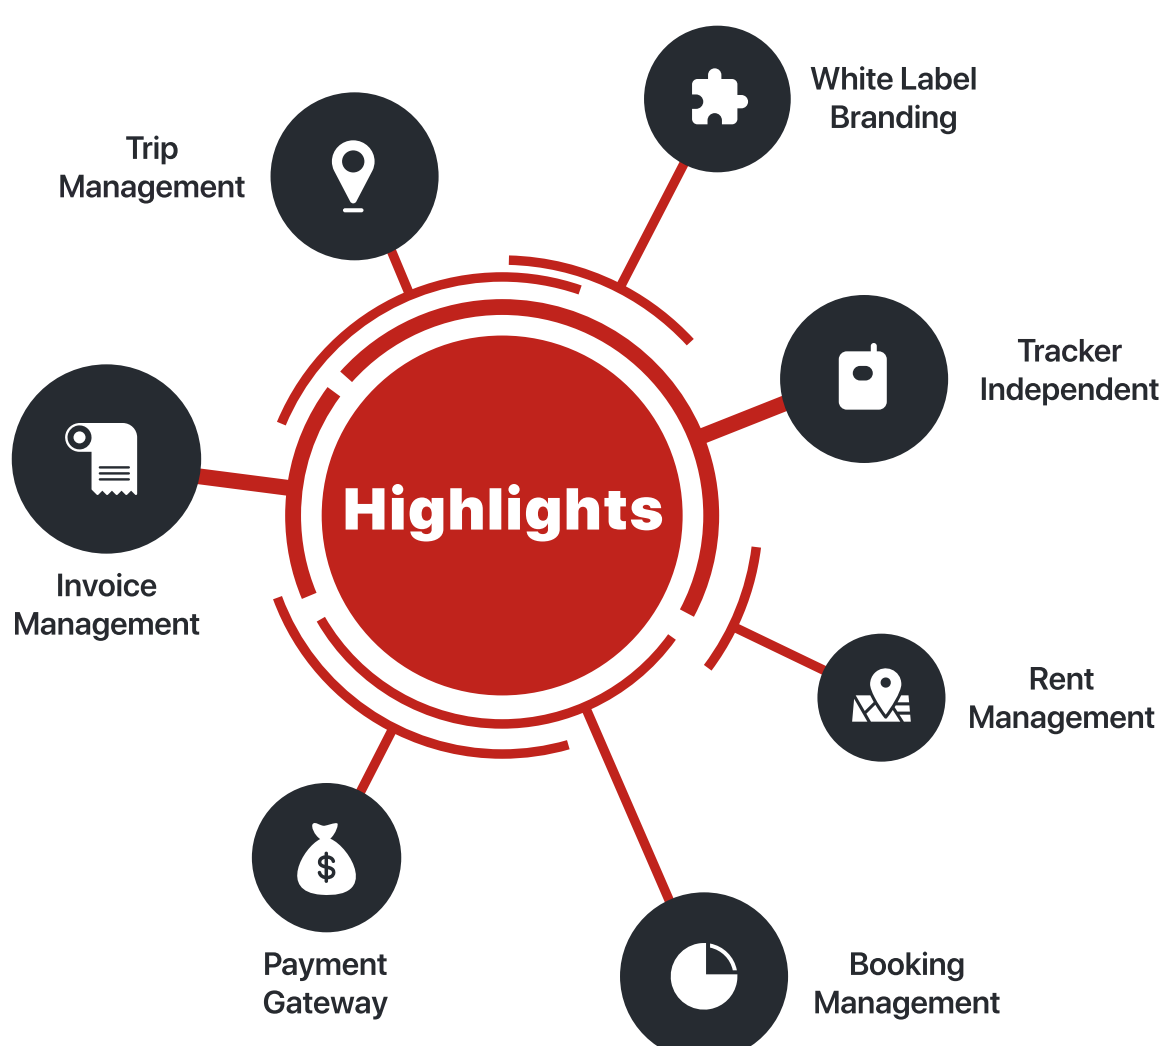 White Label
Branding
Trip
Management
Tracker
Independent
Highlights
Invoice
Management
Rent
Management
$
Payment
Gateway
Booking
Management